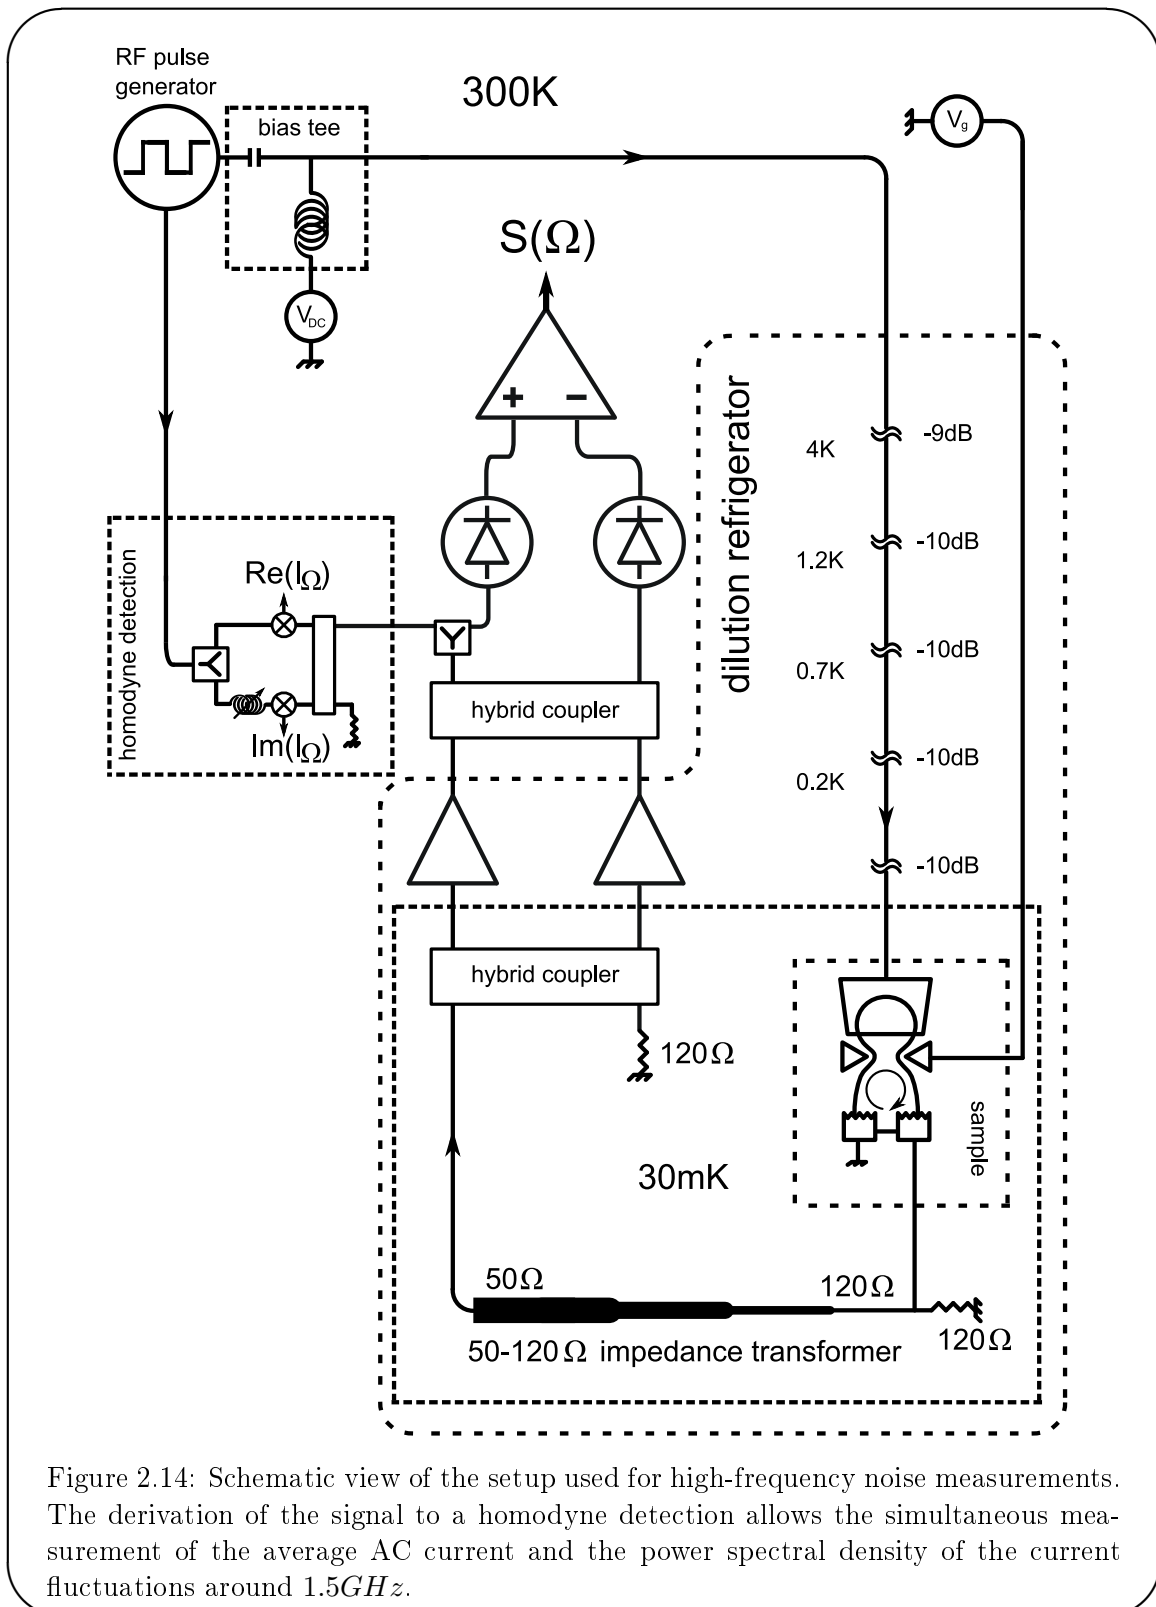 RF pulse
generator
300K
bias tee
Vg
S(Ω)
VDC
+ −
dilution refrigerator
4K
-9dB
1.2K
-10dB
0.7K
-10dB
0.2K
-10dB
-10dB
homodyne detection
Re(IΩ)
Im(IΩ)
hybrid coupler
hybrid coupler
120Ω
sample
30mK
50Ω
120Ω
50-120Ω impedance transformer
120Ω
Figure 2.14: Schematic view of the setup used for high-frequency noise measurements.
The derivation of the signal to a homodyne detection allows the simultaneous mea-
surement of the average AC current and the power spectral density of the current
fluctuations around 1.5GHz.